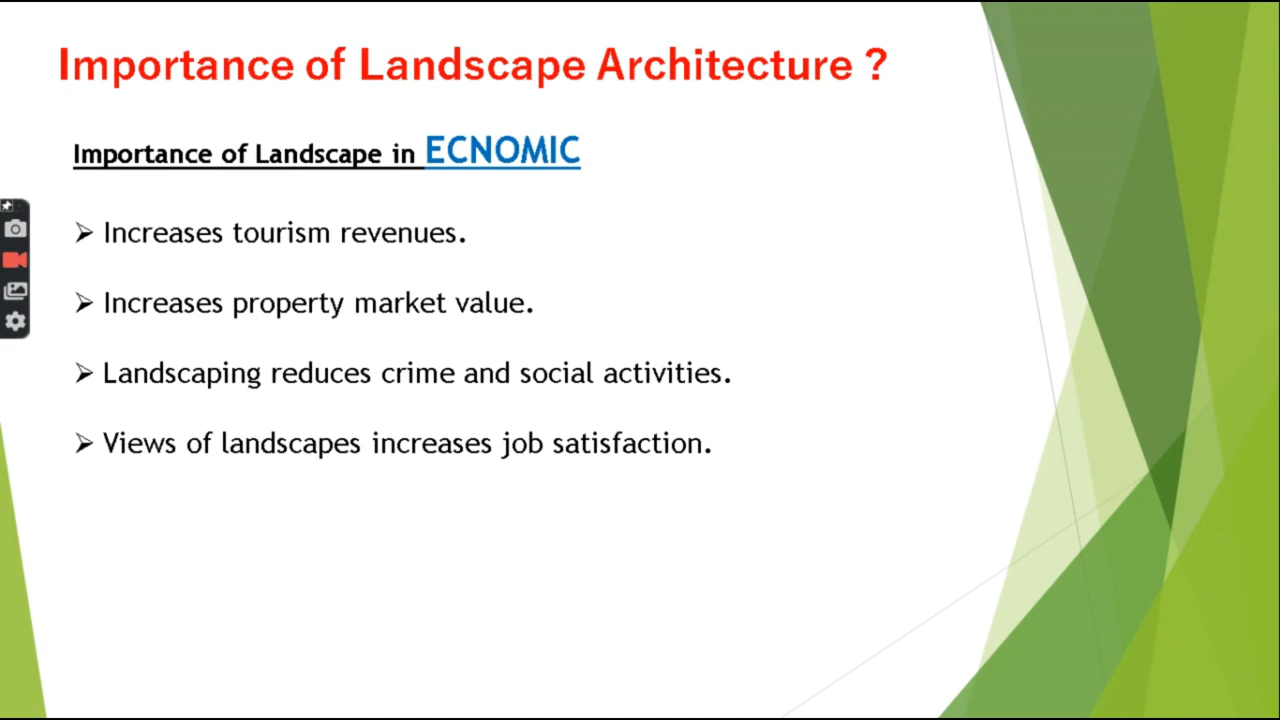 Importance of Landscape Architecture ?
Importance of Landscape in ECNOMIC
➢ Increases tourism revenues.
➢ Increases property market value.
➢ Landscaping reduces crime and social activities.
➢ Views of landscapes increases job satisfaction.